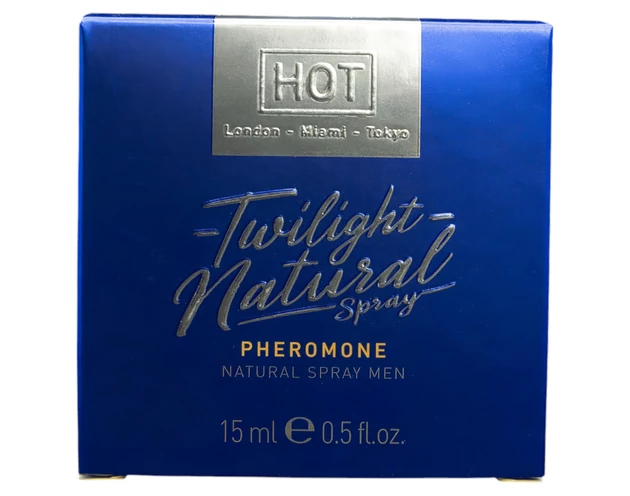 HOT
London - Miami - Tokyo
-Twilight-
Natural
Spray
PHEROMONE
NATURAL SPRAY MEN
15 ml ℮ 0.5 fl.oz.